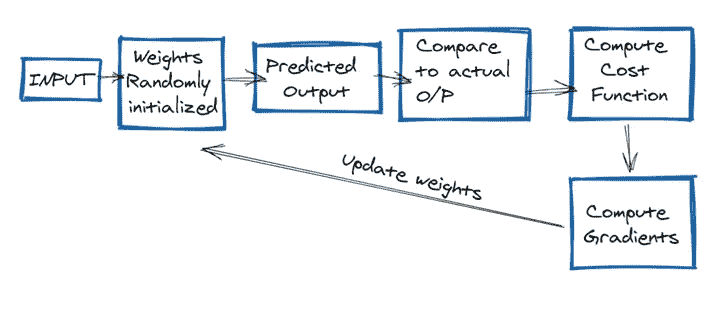 INPUT
Weights
Randomly
initialized
Predicted
Output
Compare
to actual
O/P
Compute
Cost
Function
Compute
Gradients
Update weights